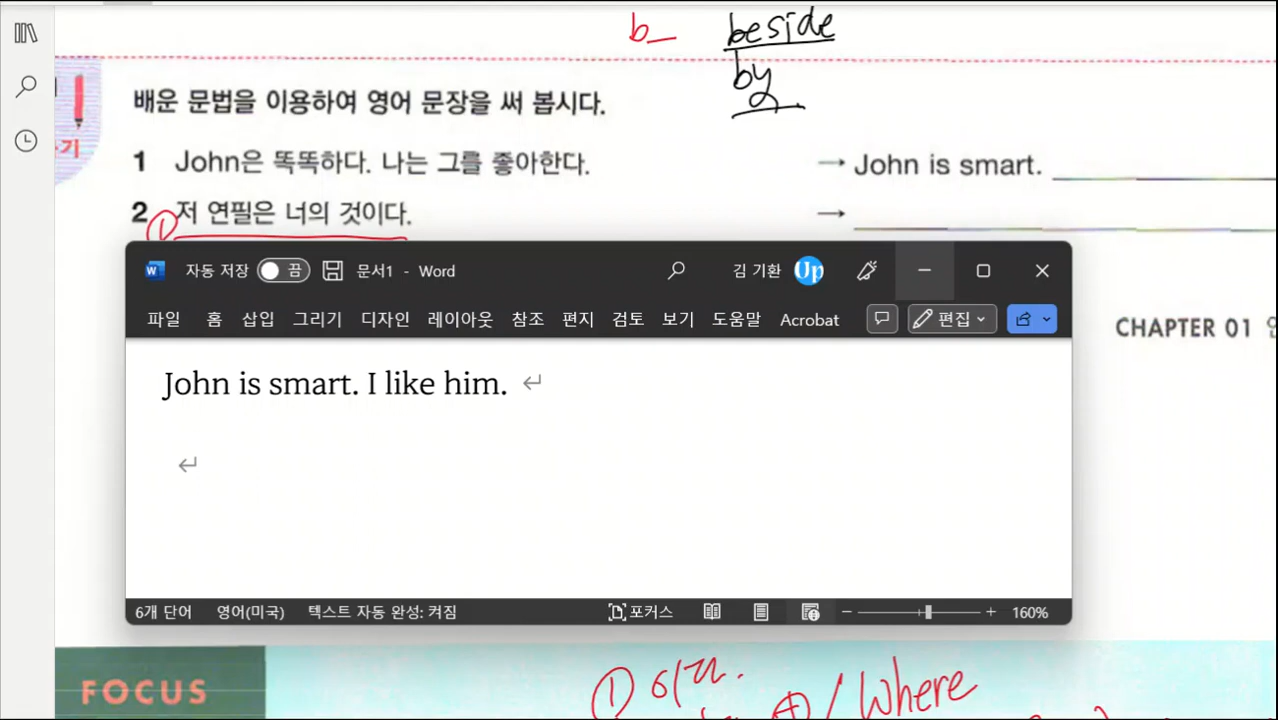 b_ beside
by
배운 문법을 이용하여 영어 문장을 써 봅시다.
기
1 John은 똑똑하다. 나는 그를 좋아한다. → John is smart.
2 저 연필은 너의 것이다. →
①
자동 저장 끔 문서1 - Word 김 기환 Up
파일 홈 삽입 그리기 디자인 레이아웃 참조 편지 검토 보기 도움말 Acrobat 편집
CHAPTER 01
John is smart. I like him.
6개 단어 영어(미국) 텍스트 자동 완성: 켜짐 포커스 160%
FOCUS
① 6/22.
/ Where